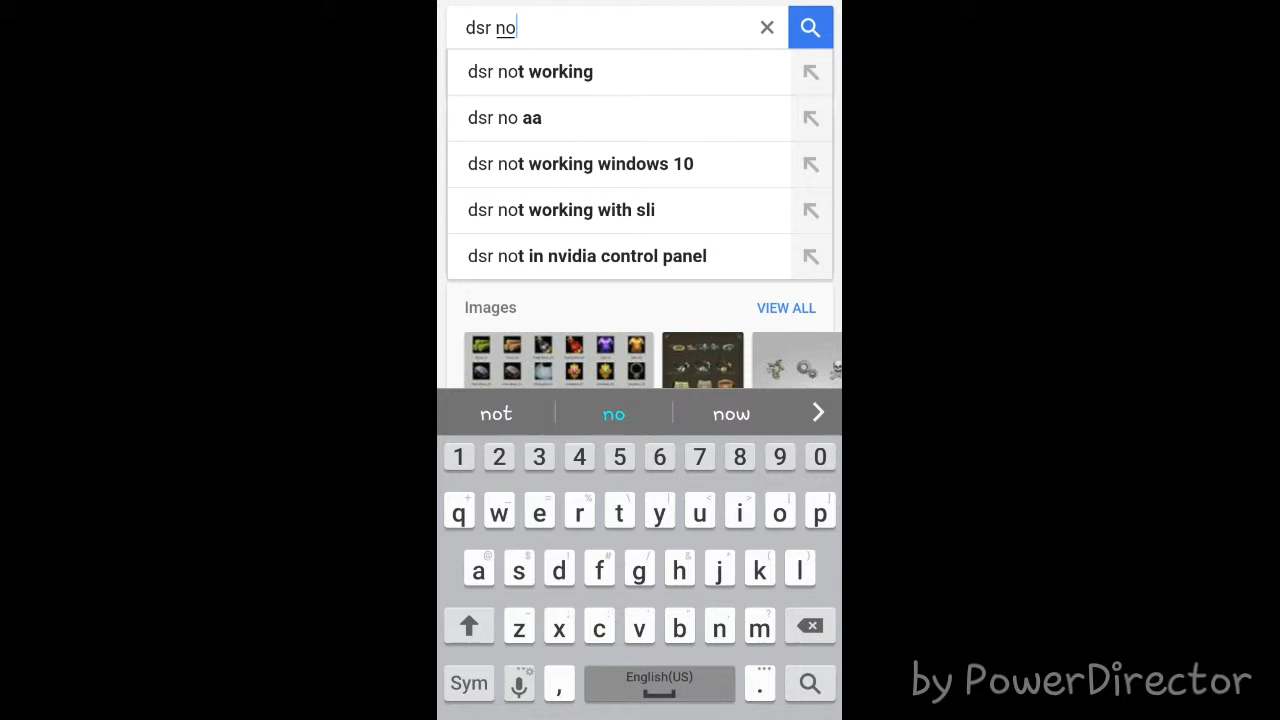 dsr no
dsr not working
dsr no aa
dsr not working windows 10
dsr not working with sli
dsr not in nvidia control panel
Images VIEW ALL
not no now
1 2 3 4 5 6 7 8 9 0
q w e r t y u i o p
a s d f g h j k l
z x c v b n m
Sym , English(US) .
by PowerDirector